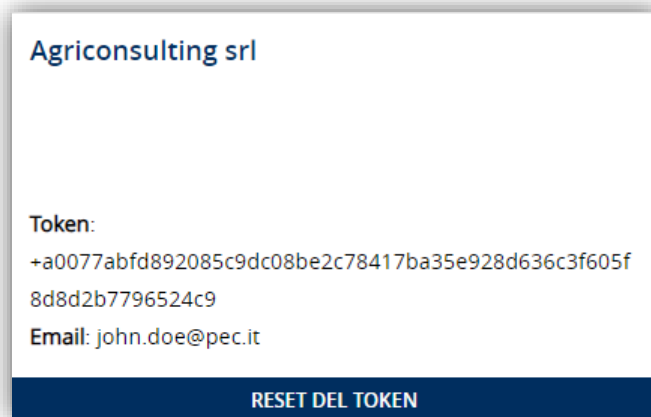 Agriconsulting srl
Token:
+a0077abfd892085c9dc08be2c78417ba35e928d636c3f605f
8d8d2b7796524c9
Email: john.doe@pec.it
RESET DEL TOKEN